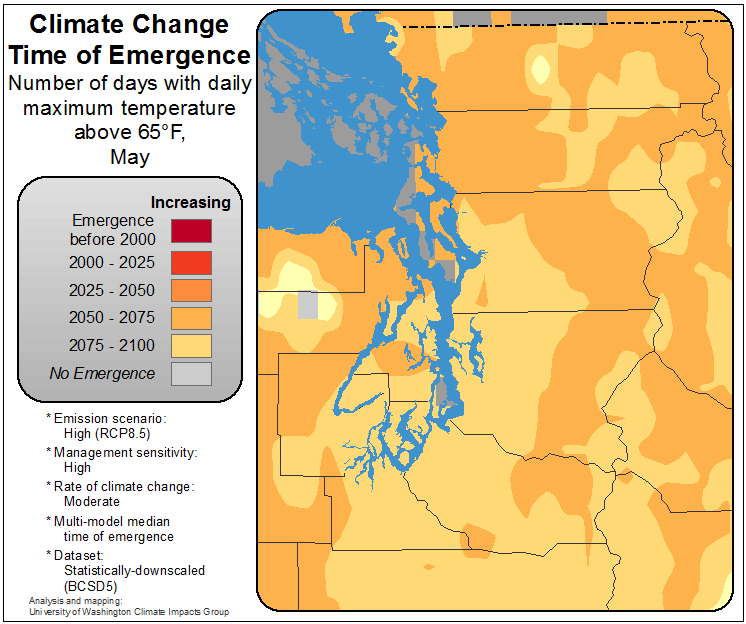 Climate Change
Time of Emergence
Number of days with daily
maximum temperature
above 65°F,
May
Increasing
Emergence
before 2000
2000 - 2025
2025 - 2050
2050 - 2075
2075 - 2100
No Emergence
* Emission scenario:
High (RCP8.5)
* Management sensitivity:
High
* Rate of climate change:
Moderate
* Multi-model median
time of emergence
* Dataset:
Statistically-downscaled
(BCSD5)
Analysis and mapping:
University of Washington Climate Impacts Group